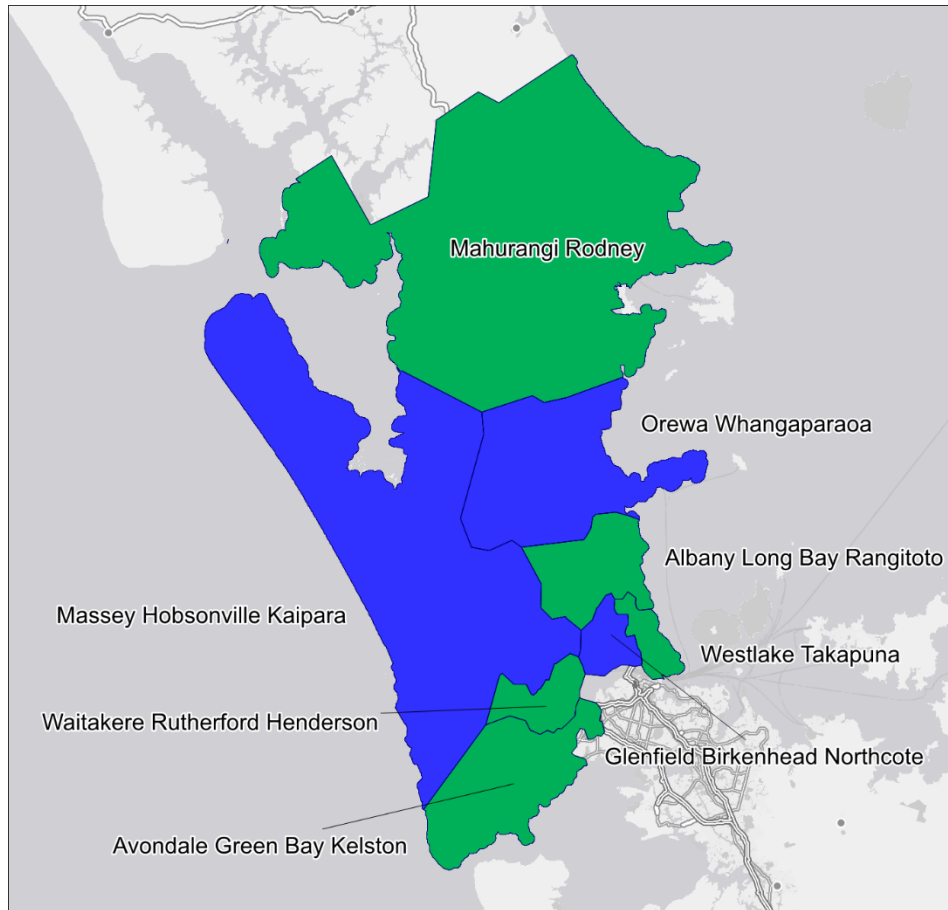 Mahurangi Rodney
Orewa Whangaparaoa
Albany Long Bay Rangitoto
Massey Hobsonville Kaipara
Westlake Takapuna
Waitakere Rutherford Henderson
Glenfield Birkenhead Northcote
Avondale Green Bay Kelston